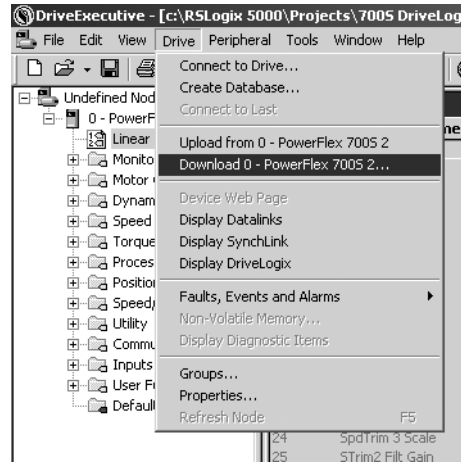 DriveExecutive - [c:\RSLogix 5000\Projects\700S DriveLog
File Edit View Drive Peripheral Tools Window Help
Connect to Drive...
Create Database...
Connect to Last
Upload from 0 - PowerFlex 700S 2
Download 0 - PowerFlex 700S 2...
Device Web Page
Display Datalinks
Display SynchLink
Display DriveLogix
Faults, Events and Alarms
Non-Volatile Memory...
Display Diagnostic Items
Groups...
Properties...
Refresh Node F5
Undefined Nod
0 - PowerF
Linear
Monito
Motor
Dynam
Speed
Torque
Proces
Position
Speed/
Utility
Commu
Inputs
User Fu
Default
me
24 SpdTrim 3 Scale
25 STrim2 Filt Gain